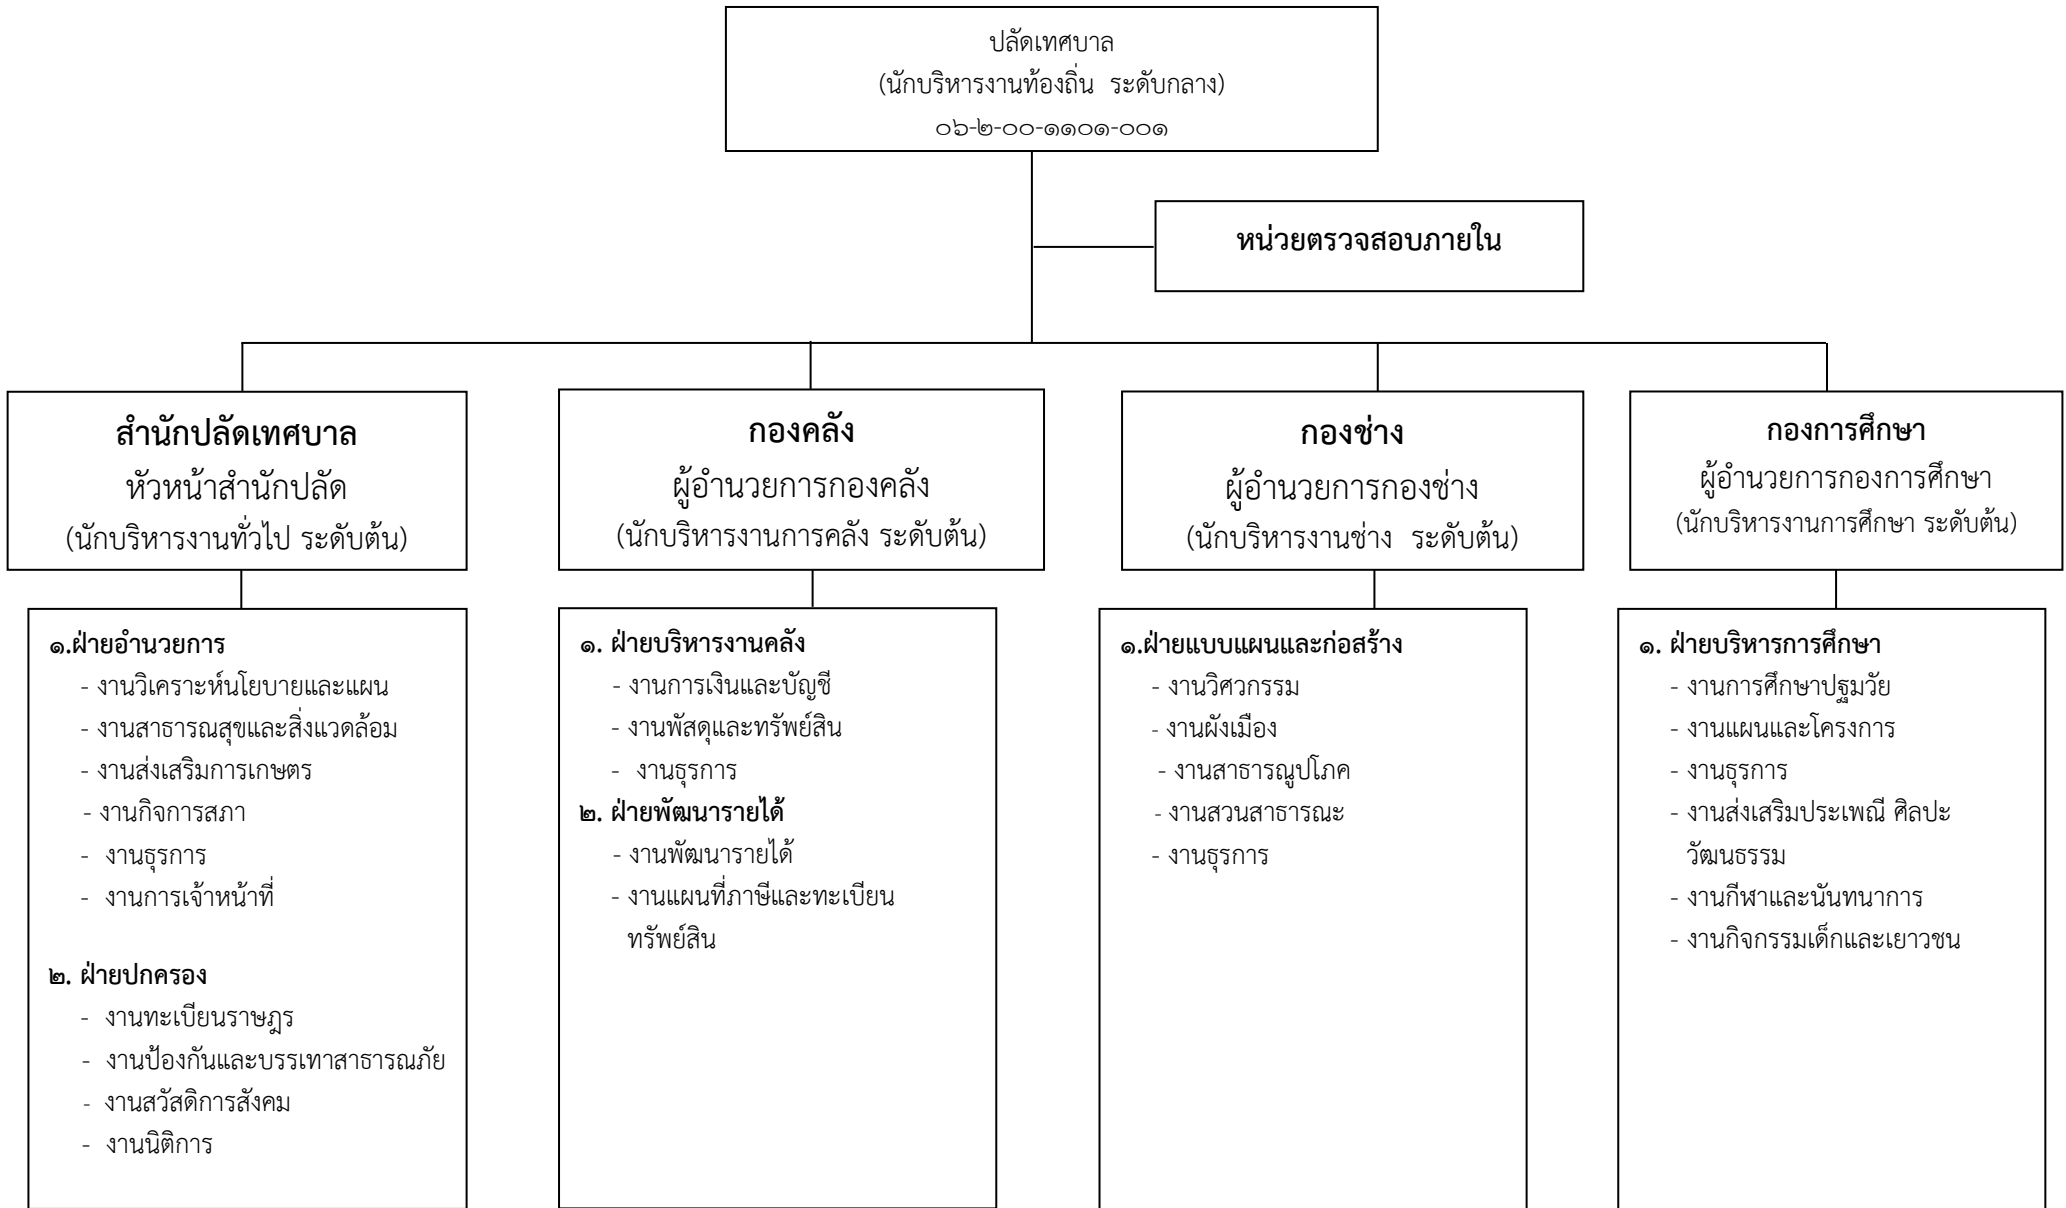 ปลัดเทศบาล
(นักบริหารงานท้องถิ่น ระดับกลาง)
๐๖-๒-๐๐-๑๑๐๑-๐๐๑
หน่วยตรวจสอบภายใน
สำนักปลัดเทศบาล
หัวหน้าสำนักปลัด
(นักบริหารงานทั่วไป ระดับต้น)
กองคลัง
ผู้อำนวยการกองคลัง
(นักบริหารงานการคลัง ระดับต้น)
กองช่าง
ผู้อำนวยการกองช่าง
(นักบริหารงานช่าง ระดับต้น)
กองการศึกษา
ผู้อำนวยการกองการศึกษา
(นักบริหารงานการศึกษา ระดับต้น)
๑.ฝ่ายอำนวยการ
- งานวิเคราะห์นโยบายและแผน
- งานสาธารณสุขและสิ่งแวดล้อม
- งานส่งเสริมการเกษตร
- งานกิจการสภา
- งานธุรการ
- งานการเจ้าหน้าที่
๒. ฝ่ายปกครอง
- งานทะเบียนราษฎร
- งานป้องกันและบรรเทาสาธารณภัย
- งานสวัสดิการสังคม
- งานนิติการ
๑. ฝ่ายบริหารงานคลัง
- งานการเงินและบัญชี
- งานพัสดุและทรัพย์สิน
- งานธุรการ
๒. ฝ่ายพัฒนารายได้
- งานพัฒนารายได้
- งานแผนที่ภาษีและทะเบียน
ทรัพย์สิน
๑.ฝ่ายแบบแผนและก่อสร้าง
- งานวิศวกรรม
- งานผังเมือง
- งานสาธารณูปโภค
- งานสวนสาธารณะ
- งานธุรการ
๑. ฝ่ายบริหารการศึกษา
- งานการศึกษาปฐมวัย
- งานแผนและโครงการ
- งานธุรการ
- งานส่งเสริมประเพณี ศิลปะ
วัฒนธรรม
- งานกีฬาและนันทนาการ
- งานกิจกรรมเด็กและเยาวชน